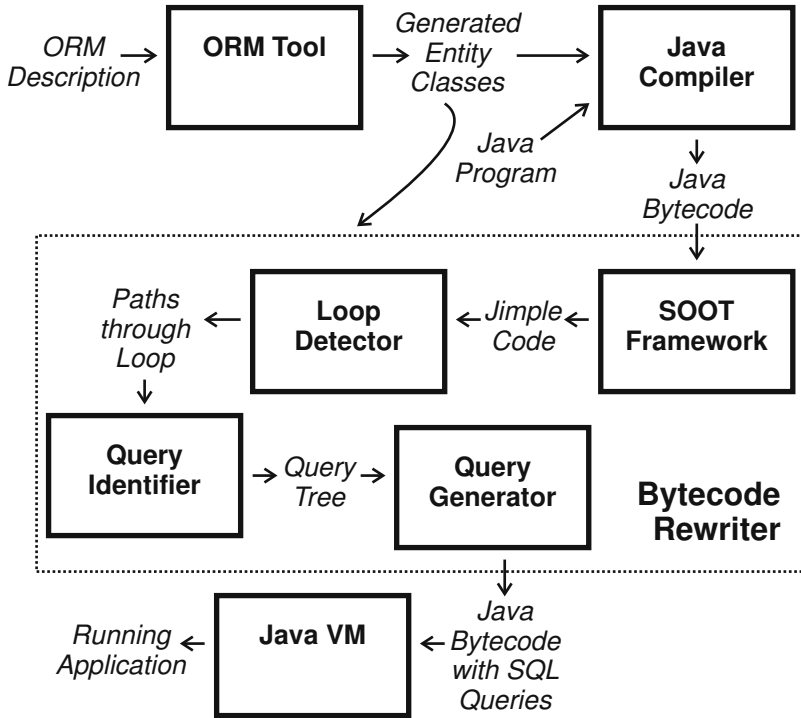 ORM
Description
ORM Tool
Generated
Entity
Classes
Java
Compiler
Java
Program
Java
Bytecode
Paths
through
Loop
Loop
Detector
Jimple
Code
SOOT
Framework
Query
Identifier
Query
Tree
Query
Generator
Bytecode
Rewriter
Running
Application
Java VM
Java
Bytecode
with SQL
Queries